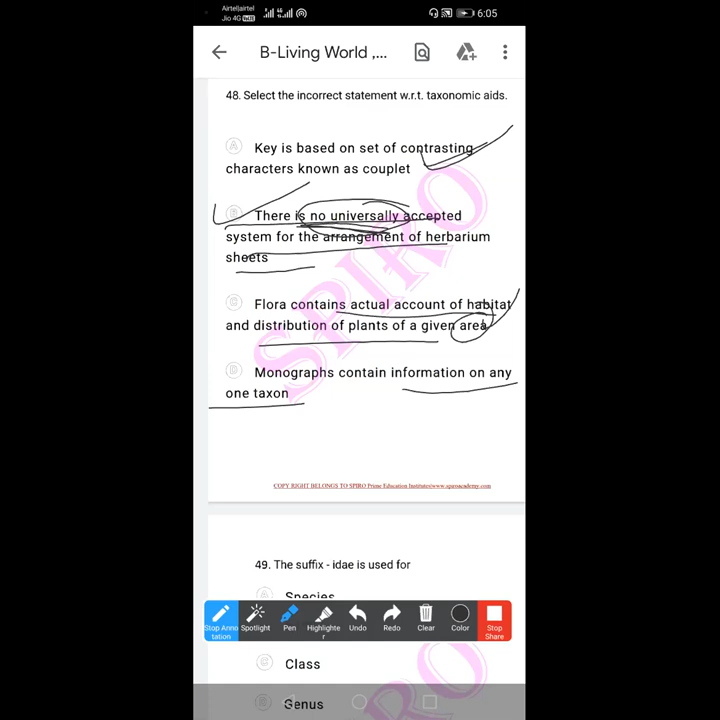 Airtel|airtel
Jio 4G VoLTE
6:05
B-Living World ,...
48. Select the incorrect statement w.r.t. taxonomic aids.
A Key is based on set of contrasting
characters known as couplet
B There is no universally accepted
system for the arrangement of herbarium
sheets
C Flora contains actual account of habitat
and distribution of plants of a given area
D Monographs contain information on any
one taxon
SPIRO
COPY RIGHT BELONGS TO SPIRO Prime Education Institutes|www.spiroacademy.com
49. The suffix - idae is used for
A Species
Stop Anno
tation
Spotlight
Pen
Highlighte
r
Undo
Redo
Clear
Color
Stop
Share
C Class
D Genus